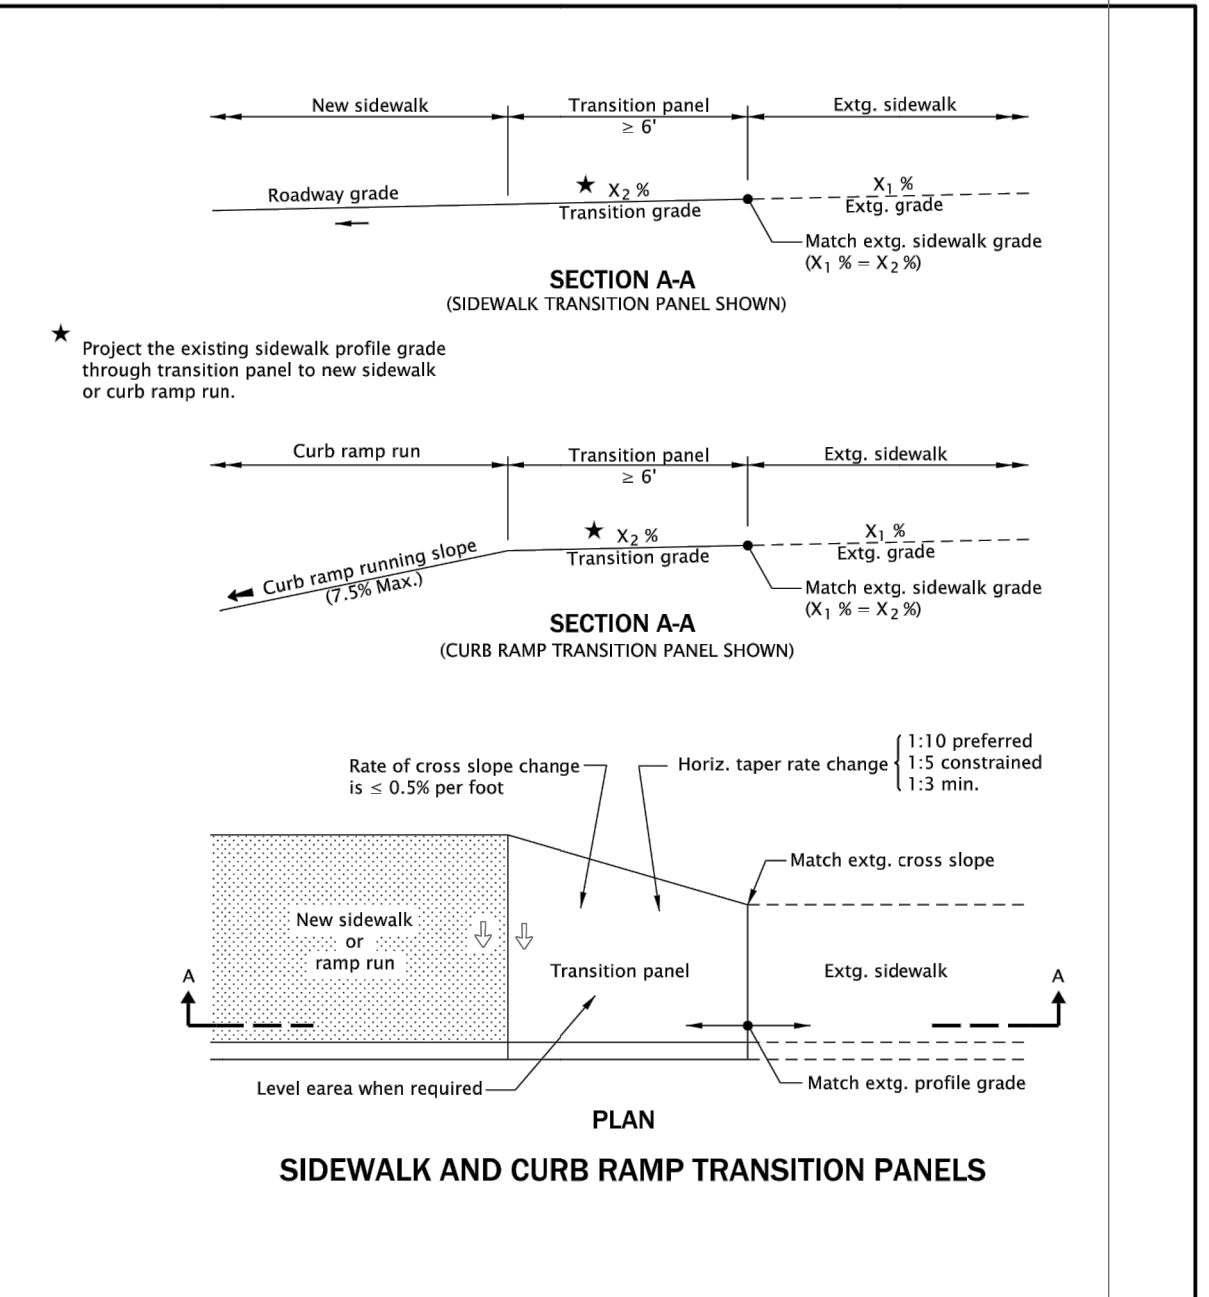 New sidewalk
Transition panel
≥ 6'
Extg. sidewalk
Roadway grade
★ X₂ %
Transition grade
X₁ %
Extg. grade
Match extg. sidewalk grade
(X₁ % = X₂ %)
SECTION A-A
(SIDEWALK TRANSITION PANEL SHOWN)
★ Project the existing sidewalk profile grade
through transition panel to new sidewalk
or curb ramp run.
Curb ramp run
Transition panel
≥ 6'
Extg. sidewalk
Curb ramp running slope
(7.5% Max.)
★ X₂ %
Transition grade
X₁ %
Extg. grade
Match extg. sidewalk grade
(X₁ % = X₂ %)
SECTION A-A
(CURB RAMP TRANSITION PANEL SHOWN)
Rate of cross slope change
is ≤ 0.5% per foot
Horiz. taper rate change
1:10 preferred
1:5 constrained
1:3 min.
Match extg. cross slope
New sidewalk
or
ramp run
Transition panel
Extg. sidewalk
A
A
Level earea when required
Match extg. profile grade
PLAN
SIDEWALK AND CURB RAMP TRANSITION PANELS